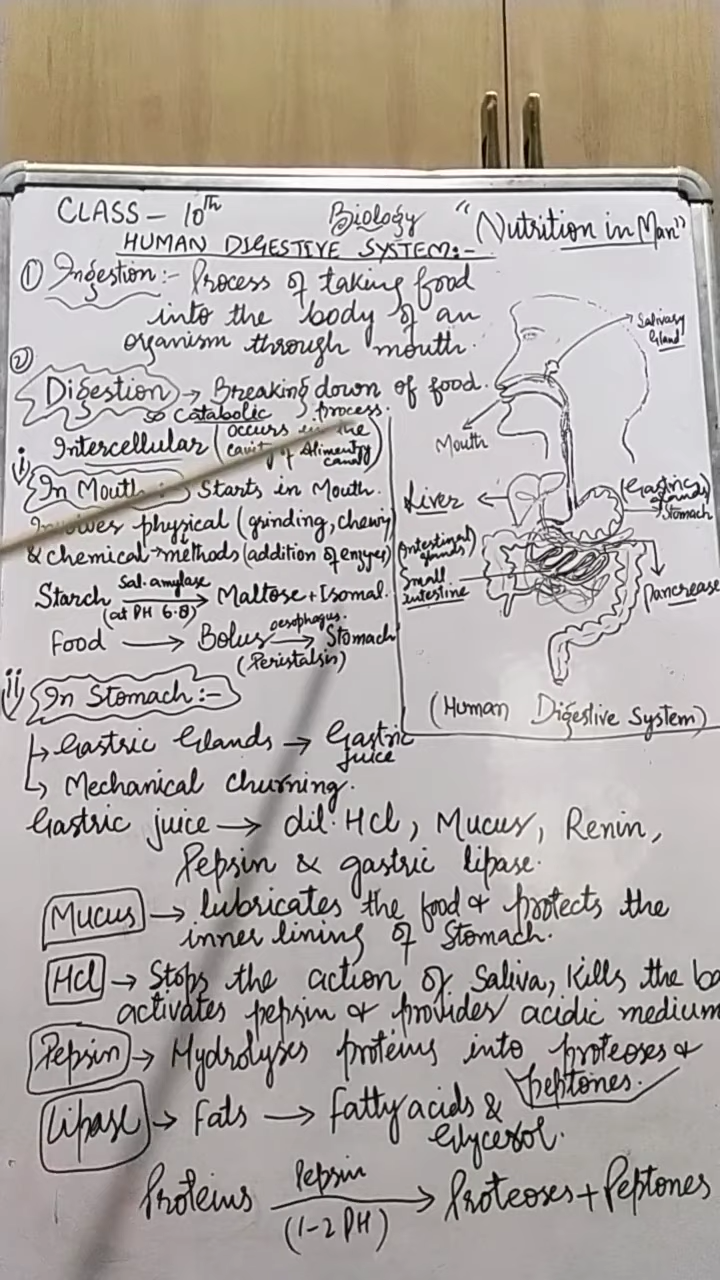 CLASS - 10th Biology "Nutrition in Man"
HUMAN DIGESTIVE SYSTEM:-
① Ingestion:- Process of taking food
into the body of an
organism through mouth.
②
Digestion → Breaking down of food.
Catabolic process.
i Intercellular (occurs in the
cavity of Alimentry
canal)
In Mouth:- Starts in Mouth.
Involves physical (grinding, chewing
& chemical → methods (addition of enzymes)
Starch Sal. amylase (at PH 6.8) → Maltose + Isomal.
Food → Bolus oesophagus. → Stomach
(Peristalsis)
ii In Stomach:-
Gastric Glands → Gastric
Juice
Mechanical churning.
Gastric juice → dil. HCl, Mucus, Renin,
Pepsin & gastric lipase.
Mucus → lubricates the food & protects the
inner lining of Stomach.
HCl → Stops the action of Saliva, Kills the ba
activates pepsin & provides acidic medium
Pepsin → Hydrolyses proteins into proteoses &
peptones.
Lipase → Fats → Fatty acids &
Glycerol.
Proteins Pepsin (1-2 PH) → Proteoses + Peptones
Salivary
Gland
Mouth
Liver
(Gastric
glands)
Stomach
(Intestinal
glands)
Small
intestine
Pancreas
(Human Digestive System)